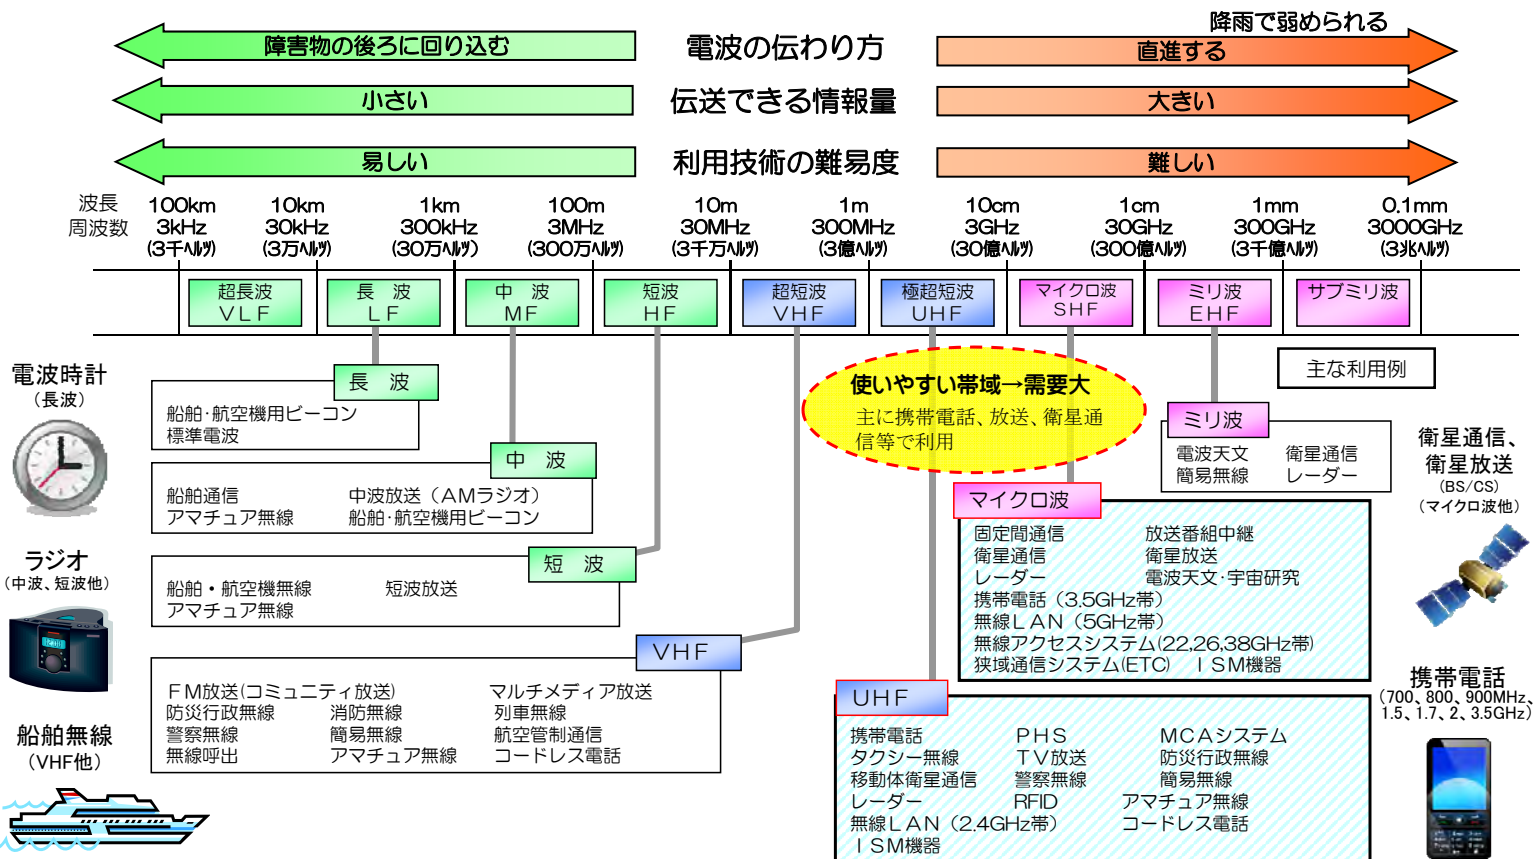 降雨で弱められる
障害物の後ろに回り込む 電波の伝わり方 直進する
小さい 伝送できる情報量 大きい
易しい 利用技術の難易度 難しい
波長 100km 10km 1km 100m 10m 1m 10cm 1cm 1mm 0.1mm
周波数 3kHz 30kHz 300kHz 3MHz 30MHz 300MHz 3GHz 30GHz 300GHz 3000GHz
(3千ヘルツ) (3万ヘルツ) (30万ヘルツ) (300万ヘルツ) (3千万ヘルツ) (3億ヘルツ) (30億ヘルツ) (300億ヘルツ) (3千億ヘルツ) (3兆ヘルツ)
超長波 長 波 中 波 短波 超短波 極超短波 マイクロ波 ミリ波 サブミリ波
VLF LF MF HF VHF UHF SHF EHF
主な利用例
電波時計
(長波)
長 波
船舶・航空機用ビーコン
標準電波
使いやすい帯域→需要大
主に携帯電話、放送、衛星通
信等で利用
ミリ波
電波天文 衛星通信
簡易無線 レーダー
衛星通信、
衛星放送
(BS/CS)
(マイクロ波他)
中 波
船舶通信 中波放送(AMラジオ)
アマチュア無線 船舶・航空機用ビーコン
マイクロ波
固定間通信 放送番組中継
衛星通信 衛星放送
レーダー 電波天文・宇宙研究
携帯電話(3.5GHz帯)
無線LAN(5GHz帯)
無線アクセスシステム(22,26,38GHz帯)
狭域通信システム(ETC) ISM機器
ラジオ
(中波、短波他)
短 波
船舶・航空機無線 短波放送
アマチュア無線
VHF
FM放送(コミュニティ放送) マルチメディア放送
防災行政無線 消防無線 列車無線
警察無線 簡易無線 航空管制通信
無線呼出 アマチュア無線 コードレス電話
船舶無線
(VHF他)
UHF
携帯電話 PHS MCAシステム
タクシー無線 TV放送 防災行政無線
移動体衛星通信 警察無線 簡易無線
レーダー RFID アマチュア無線
無線LAN(2.4GHz帯) コードレス電話
ISM機器
携帯電話
(700、800、900MHz、
1.5、1.7、2、3.5GHz)